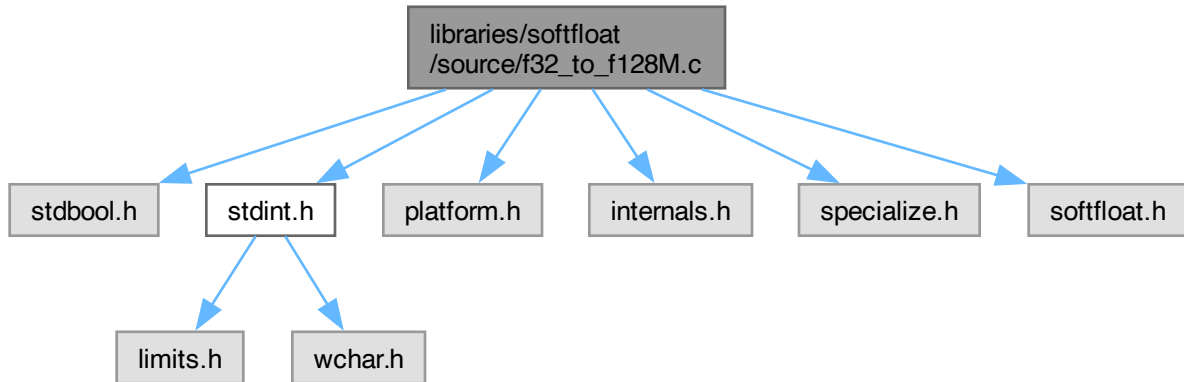 libraries/softfloat
/source/f32_to_f128M.c
stdbool.h
stdint.h
platform.h
internals.h
specialize.h
softfloat.h
limits.h
wchar.h